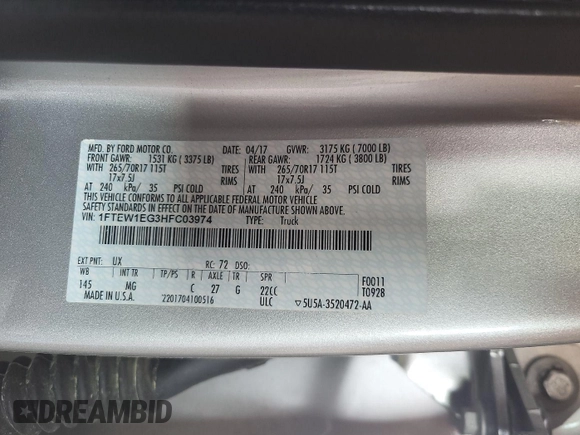 MFD. BY FORD MOTOR CO.    DATE: 04/17    GVWR: 3175 KG ( 7000 LB)
FRONT GAWR: 1531 KG ( 3375 LB)    REAR GAWR: 1724 KG ( 3800 LB)
WITH 265/70R17 115T TIRES    WITH 265/70R17 115T TIRES
17x7.5J RIMS    17x7.5J RIMS
AT 240 kPa/ 35 PSI COLD    AT 240 kPa/ 35 PSI COLD
THIS VEHICLE CONFORMS TO ALL APPLICABLE FEDERAL MOTOR VEHICLE
SAFETY STANDARDS IN EFFECT ON THE DATE OF MANUFACTURE SHOWN ABOVE.
VIN: 1FTEW1EG3HFC03974    TYPE: Truck
EXT PNT: UX    RC: 72 DSO:
WB INT TR TP/PS R AXLE TR SPR F0011
145 MG C 27 G 22CC T0928
MADE IN U.S.A. 2201704100516 ULC ▽5U5A-3520472-AA
DREAMBID